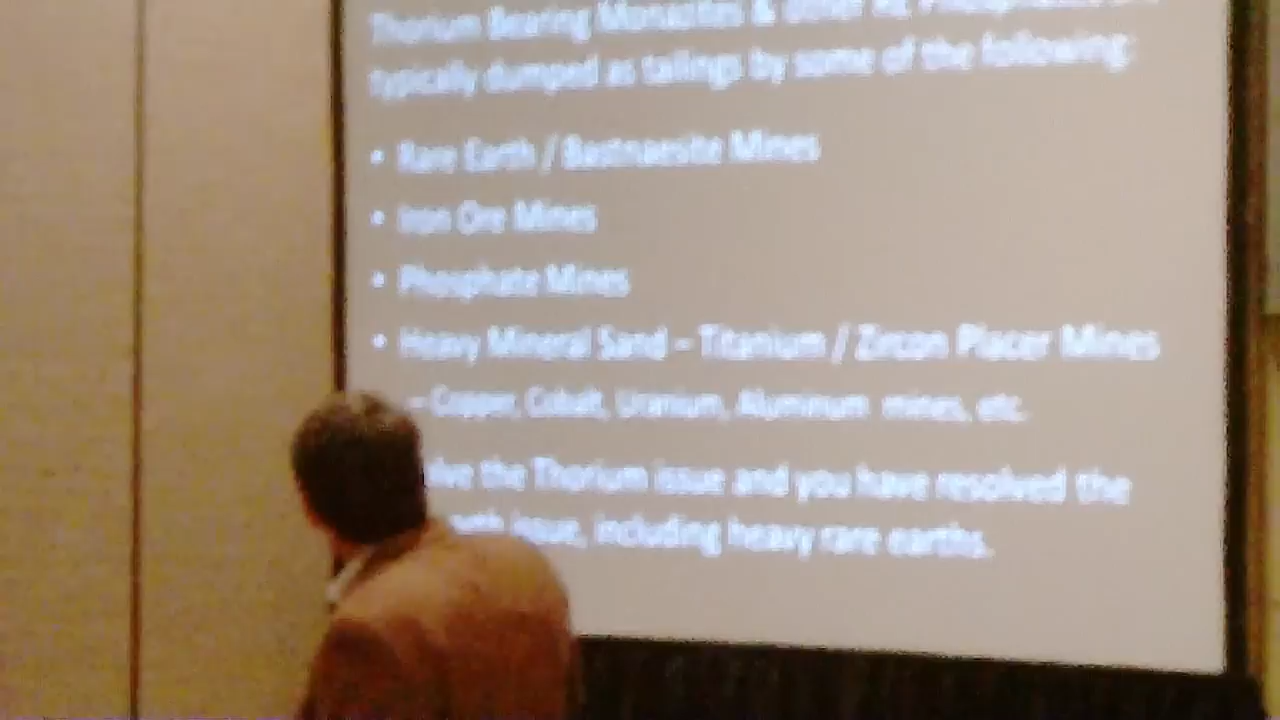 Thorium Bearing Monazites & Other RE Phosphates
typically dumped as tailings by some of the following:
• Rare Earth / Bastnaesite Mines
• Iron Ore Mines
• Phosphate Mines
• Heavy Mineral Sand – Titanium / Zircon Placer Mines
– Copper, Cobalt, Uranium, Aluminum mines, etc.
the Thorium issue and you have resolved the
issue, including heavy rare earths.